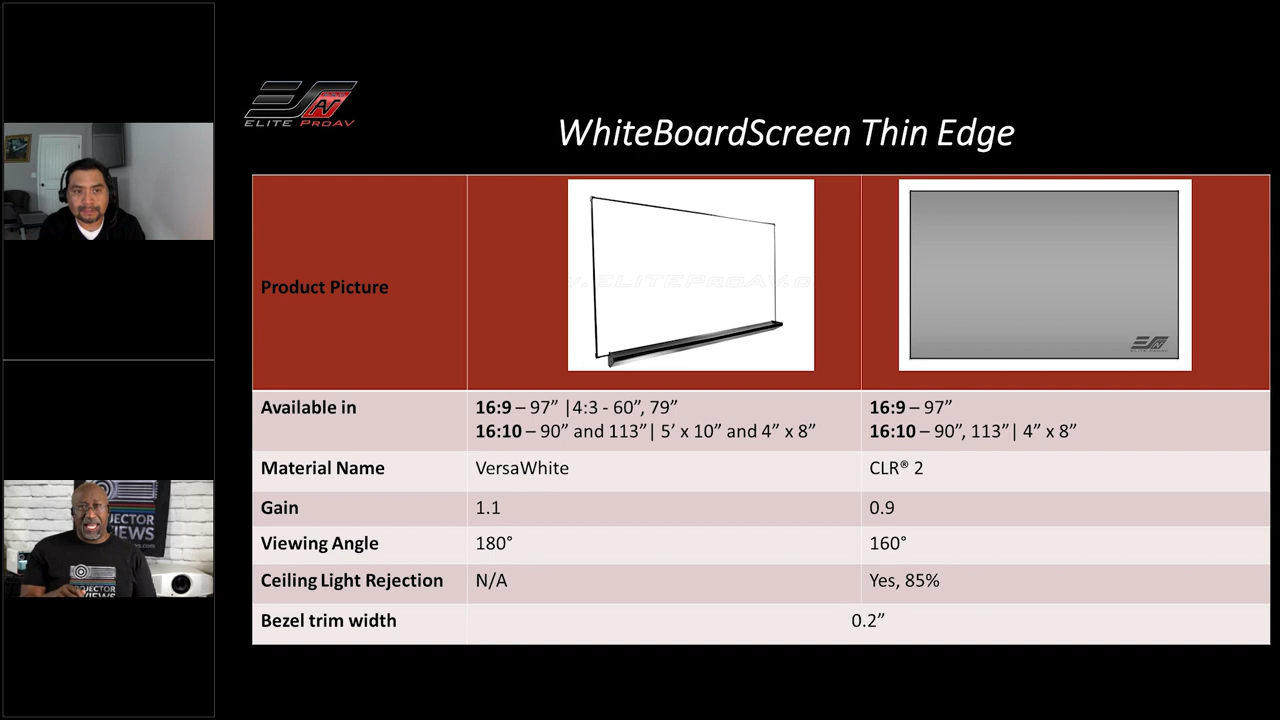 ELITE PROAV
WhiteBoardScreen Thin Edge
Product Picture
ELITEPROAV.
ELITE PROAV
Available in
16:9 – 97” |4:3 - 60”, 79”
16:10 – 90” and 113”| 5’ x 10” and 4” x 8”
16:9 – 97”
16:10 – 90”, 113”| 4” x 8”
Material Name
VersaWhite
CLR® 2
Gain
1.1
0.9
Viewing Angle
180°
160°
Ceiling Light Rejection
N/A
Yes, 85%
Bezel trim width
0.2”